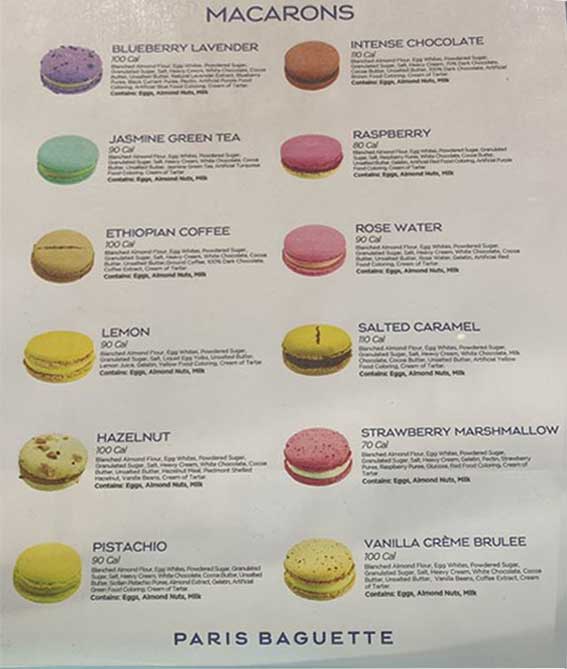 MACARONS
BLUEBERRY LAVENDER
100 Cal
Blanched Almond Flour, Egg Whites, Powdered Sugar,
Granulated Sugar, Salt, Heavy Cream, White Chocolate, Cocoa
Butter, Unsalted Butter, Natural Lavender Extract, Blueberry
Puree, Black Currant Puree, Pectin, Artificial Purple Food
Coloring, Artificial Blue Food Coloring, Cream of Tartar
Contains: Eggs, Almond Nuts, Milk
INTENSE CHOCOLATE
110 Cal
Blanched Almond Flour, Egg Whites, Powdered Sugar,
Granulated Sugar, Salt, Heavy Cream, 70% Dark Chocolate,
Cocoa Butter, Unsalted Butter, 100% Dark Chocolate, Artificial
Brown Food Coloring, Cream of Tartar
Contains: Eggs, Almond Nuts, Milk
JASMINE GREEN TEA
90 Cal
Blanched Almond Flour, Egg Whites, Powdered Sugar,
Granulated Sugar, Salt, Heavy Cream, White Chocolate, Cocoa
Butter, Unsalted Butter, Jasmine Green Tea, Artificial Turquoise
Food Coloring, Cream of Tartar
Contains: Eggs, Almond Nuts, Milk
RASPBERRY
80 Cal
Blanched Almond Flour, Egg Whites, Powdered Sugar, Granulated
Sugar, Salt, Raspberry Puree, White Chocolate, Cocoa Butter,
Unsalted Butter, Gelatin, Artificial Red Food Coloring, Artificial Purple
Food Coloring, Cream of Tartar
Contains: Eggs, Almond Nuts, Milk
ETHIOPIAN COFFEE
100 Cal
Blanched Almond Flour, Egg Whites, Powdered Sugar,
Granulated Sugar, Salt, Heavy Cream, White Chocolate, Cocoa
Butter, Unsalted Butter, Ground Coffee, 100% Dark Chocolate,
Coffee Extract, Cream of Tartar
Contains: Eggs, Almond Nuts, Milk
ROSE WATER
90 Cal
Blanched Almond Flour, Egg Whites, Powdered Sugar,
Granulated Sugar, Salt, Heavy Cream, White Chocolate, Cocoa
Butter, Unsalted Butter, Rose Water, Gelatin, Artificial Red
Food Coloring, Cream of Tartar
Contains: Eggs, Almond Nuts, Milk
LEMON
90 Cal
Blanched Almond Flour, Egg Whites, Powdered Sugar,
Granulated Sugar, Salt, Liquid Egg Yolks, Unsalted Butter,
Lemon Juice, Gelatin, Yellow Food Coloring, Cream of Tartar
Contains: Eggs, Almond Nuts, Milk
SALTED CARAMEL
110 Cal
Blanched Almond Flour, Egg Whites, Powdered Sugar,
Granulated Sugar, Salt, Heavy Cream, White Chocolate, Milk
Chocolate, Cocoa Butter, Unsalted Butter, Artificial Yellow
Food Coloring, Cream of Tartar
Contains: Eggs, Almond Nuts, Milk
HAZELNUT
100 Cal
Blanched Almond Flour, Egg Whites, Powdered Sugar,
Granulated Sugar, Salt, Heavy Cream, White Chocolate, Cocoa
Butter, Unsalted Butter, Hazelnut Meal, Piedmont Shelled
Hazelnut, Vanilla Beans, Cream of Tartar
Contains: Eggs, Almond Nuts, Milk
STRAWBERRY MARSHMALLOW
70 Cal
Blanched Almond Flour, Egg Whites, Powdered Sugar,
Granulated Sugar, Salt, Heavy Cream, Gelatin, Pectin, Strawberry
Puree, Raspberry Puree, Glucose, Red Food Coloring, Cream of
Tartar
Contains: Eggs, Almond Nuts, Milk
PISTACHIO
90 Cal
Blanched Almond Flour, Egg Whites, Powdered Sugar, Granulated
Sugar, Salt, Heavy Cream, White Chocolate, Cocoa Butter, Unsalted
Butter, Sicilian Pistachio Puree, Almond Extract, Gelatin, Artificial
Green Food Coloring, Cream of Tartar
Contains: Eggs, Almond Nuts, Milk
VANILLA CRÈME BRULEE
100 Cal
Blanched Almond Flour, Egg Whites, Powdered Sugar,
Granulated Sugar, Salt, Heavy Cream, White Chocolate, Cocoa
Butter, Unsalted Butter, Vanilla Beans, Coffee Extract, Cream
of Tartar
Contains: Eggs, Almond Nuts, Milk
PARIS BAGUETTE